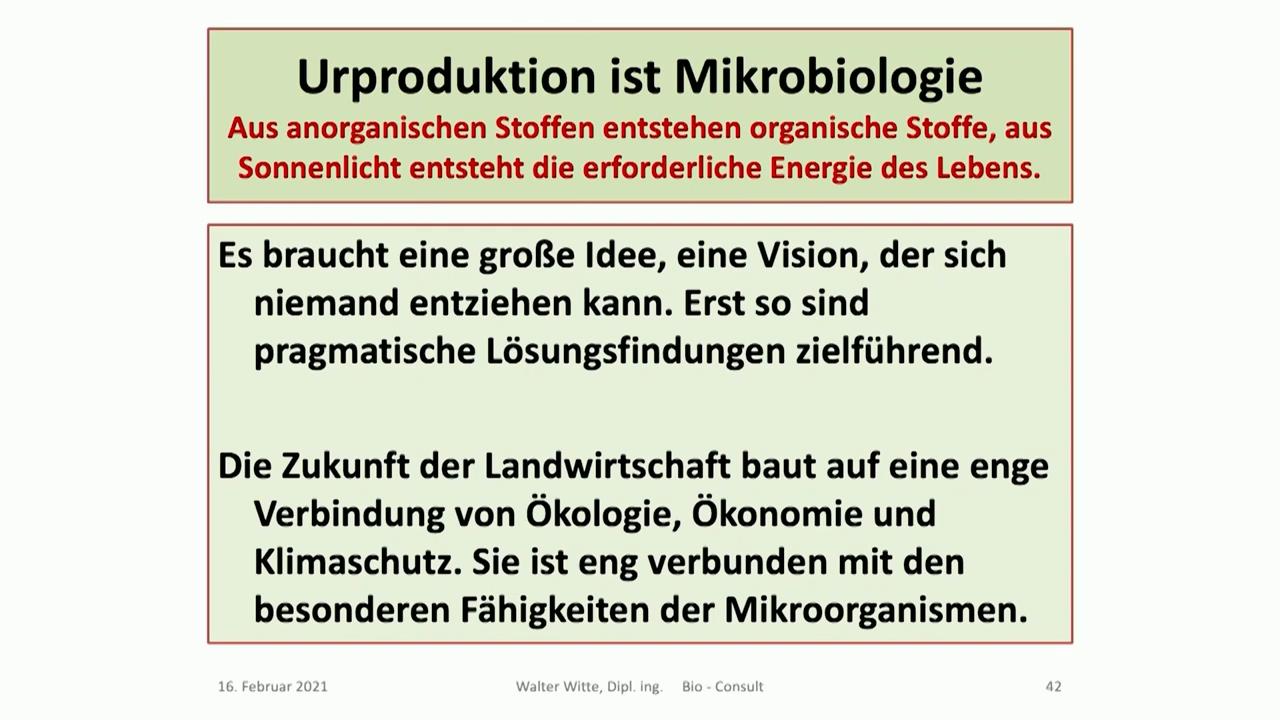 Urproduktion ist Mikrobiologie
Aus anorganischen Stoffen entstehen organische Stoffe, aus
Sonnenlicht entsteht die erforderliche Energie des Lebens.
Es braucht eine große Idee, eine Vision, der sich
niemand entziehen kann. Erst so sind
pragmatische Lösungsfindungen zielführend.
Die Zukunft der Landwirtschaft baut auf eine enge
Verbindung von Ökologie, Ökonomie und
Klimaschutz. Sie ist eng verbunden mit den
besonderen Fähigkeiten der Mikroorganismen.
16. Februar 2021 Walter Witte, Dipl. ing. Bio - Consult 42